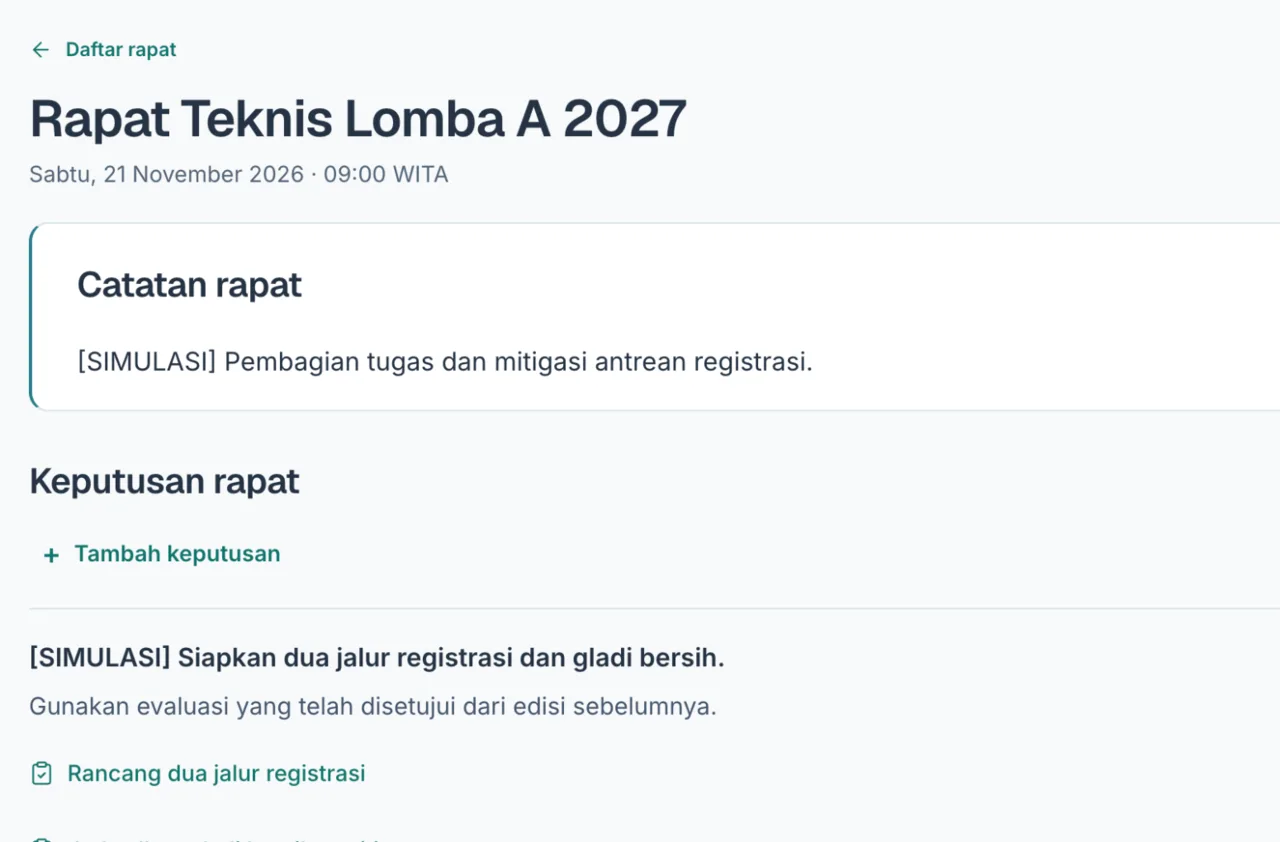 Daftar rapat
Rapat Teknis Lomba A 2027
Sabtu, 21 November 2026 · 09:00 WITA
Catatan rapat
[SIMULASI] Pembagian tugas dan mitigasi antrean registrasi.
Keputusan rapat
+ Tambah keputusan
[SIMULASI] Siapkan dua jalur registrasi dan gladi bersih.
Gunakan evaluasi yang telah disetujui dari edisi sebelumnya.
Rancang dua jalur registrasi